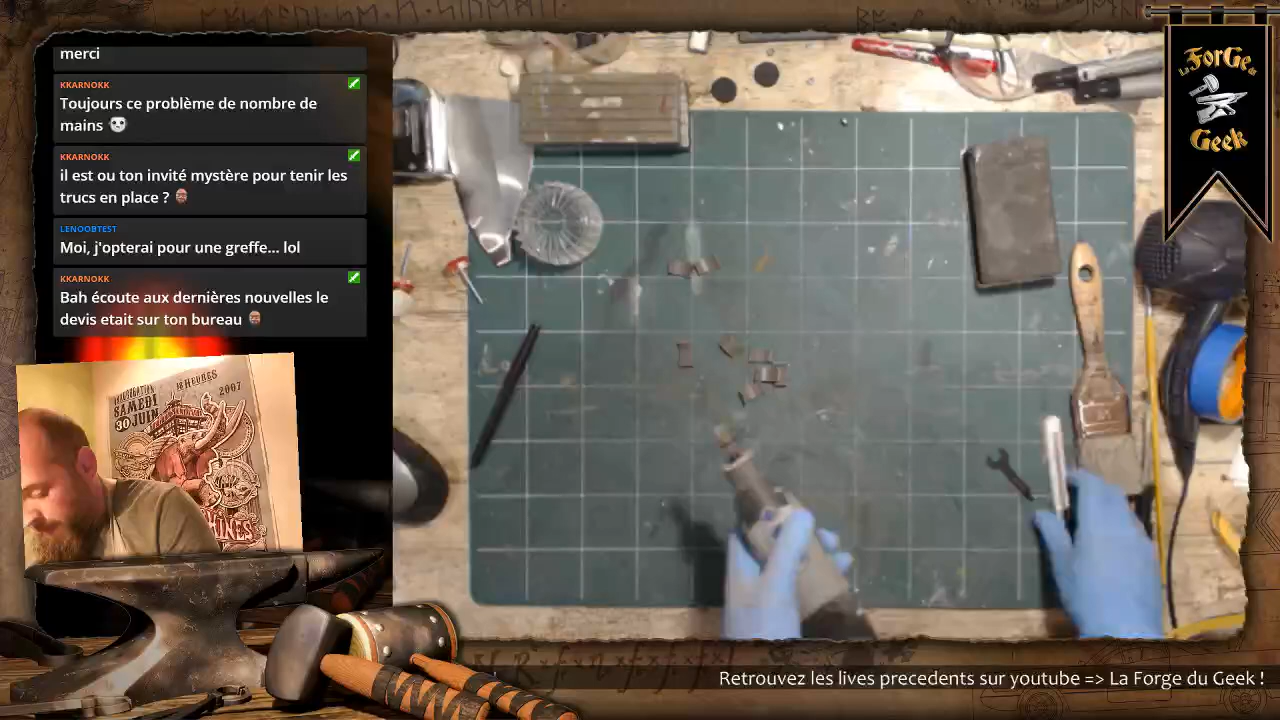 merci
KKARNOKK
Toujours ce problème de nombre de
mains
KKARNOKK
il est ou ton invité mystère pour tenir les
trucs en place ?
LENOOBTEST
Moi, j'opterai pour une greffe... lol
KKARNOKK
Bah écoute aux dernières nouvelles le
devis etait sur ton bureau
18 HEURES
2007
SAMEDI
30 JUIN
La ForGe du
Geek
Retrouvez les lives precedents sur youtube => La Forge du Geek !